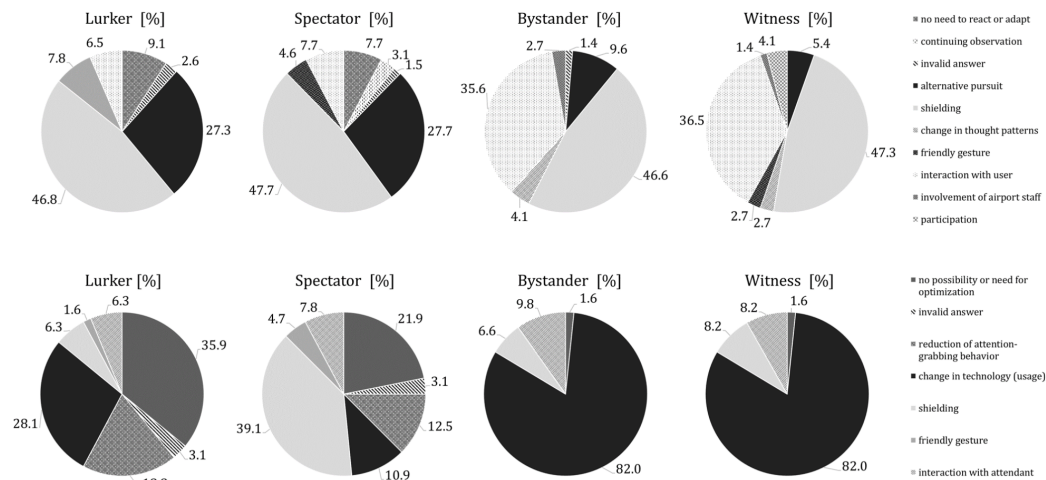 Lurker [%]
Spectator [%]
Bystander [%]
Witness [%]
6.5
9.1
7.8
2.6
27.3
46.8
7.7
7.7
4.6
3.1
1.5
27.7
47.7
2.7
1.4
9.6
35.6
46.6
4.1
4.1
5.4
1.4
36.5
47.3
2.7
2.7
no need to react or adapt
continuing observation
invalid answer
alternative pursuit
shielding
change in thought patterns
friendly gesture
interaction with user
involvement of airport staff
participation
Lurker [%]
Spectator [%]
Bystander [%]
Witness [%]
6.3
1.6
6.3
35.9
28.1
3.1
7.8
4.7
21.9
3.1
39.1
12.5
10.9
9.8
1.6
6.6
82.0
8.2
1.6
8.2
82.0
no possibility or need for
optimization
invalid answer
reduction of attention-
grabbing behavior
change in technology (usage)
shielding
friendly gesture
interaction with attendant